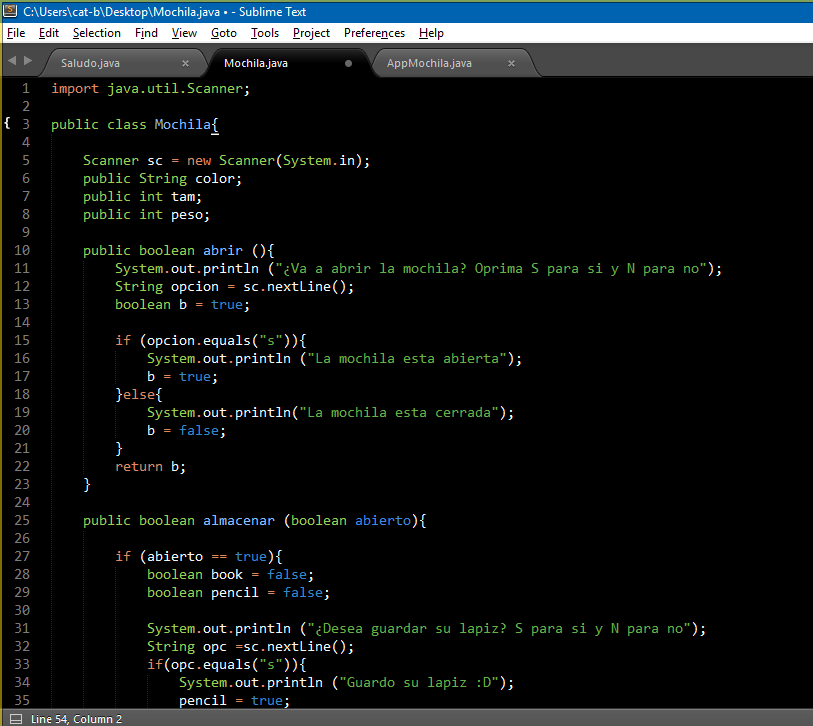 C:\Users\cat-b\Desktop\Mochila.java • - Sublime Text
File Edit Selection Find View Goto Tools Project Preferences Help
Saludo.java × Mochila.java AppMochila.java ×
1 import java.util.Scanner;
2
{ 3 public class Mochila{
4
5 Scanner sc = new Scanner(System.in);
6 public String color;
7 public int tam;
8 public int peso;
9
10 public boolean abrir (){
11 System.out.println ("¿Va a abrir la mochila? Oprima S para si y N para no");
12 String opcion = sc.nextLine();
13 boolean b = true;
14
15 if (opcion.equals("s")){
16 System.out.println ("La mochila esta abierta");
17 b = true;
18 }else{
19 System.out.println("La mochila esta cerrada");
20 b = false;
21 }
22 return b;
23 }
24
25 public boolean almacenar (boolean abierto){
26
27 if (abierto == true){
28 boolean book = false;
29 boolean pencil = false;
30
31 System.out.println ("¿Desea guardar su lapiz? S para si y N para no");
32 String opc =sc.nextLine();
33 if(opc.equals("s")){
34 System.out.println ("Guardo su lapiz :D");
35 pencil = true;
Line 54, Column 2